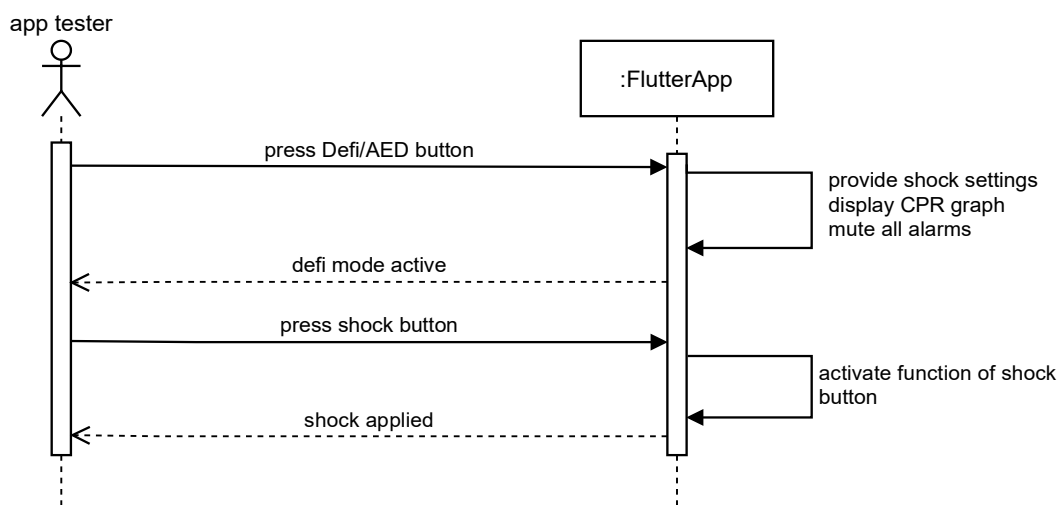 app tester
:FlutterApp
press Defi/AED button
provide shock settings
display CPR graph
mute all alarms
defi mode active
press shock button
activate function of shock
button
shock applied